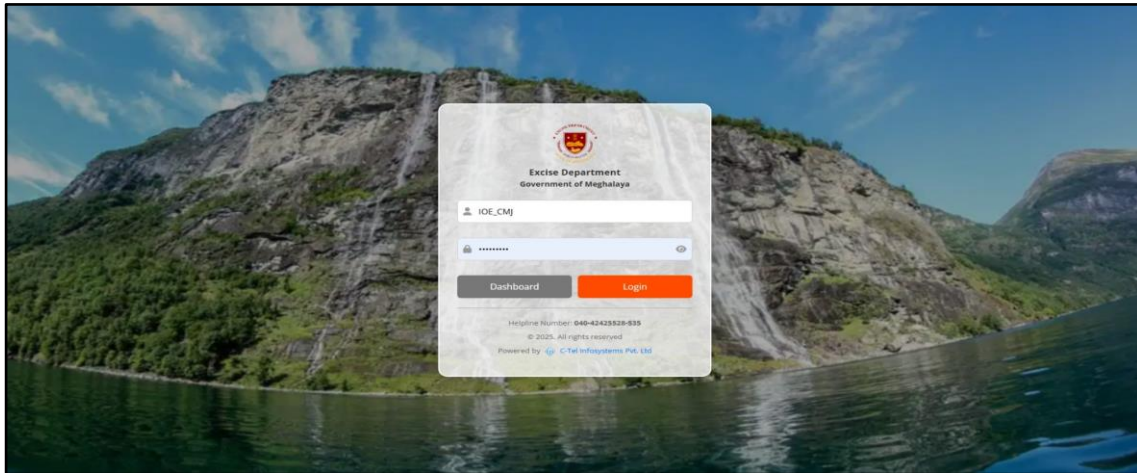 Excise Department
Government of Meghalaya
IOE_CMJ
•••••••••
Dashboard
Login
Helpline Number: 040-42425526-535
© 2025. All rights reserved
Powered by C-Tel Infosystems Pvt. Ltd